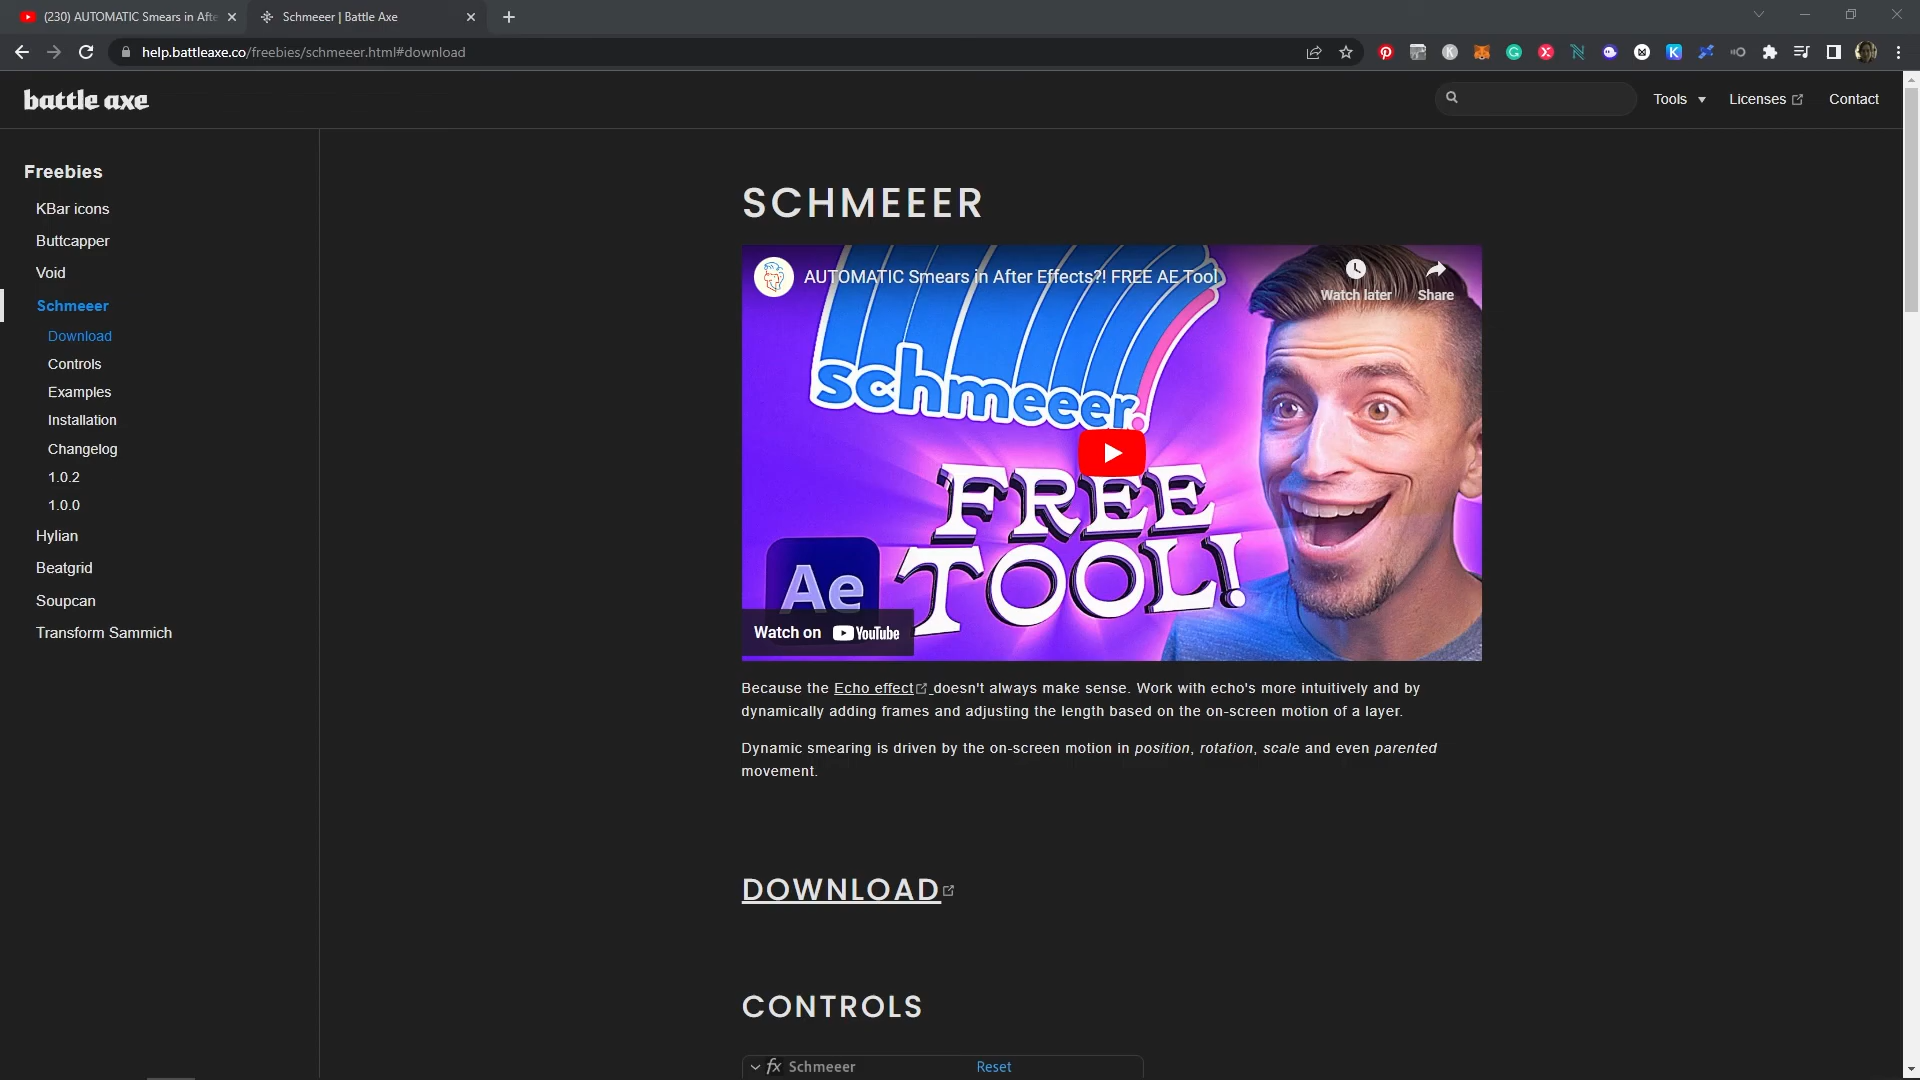 (230) AUTOMATIC Smears in Afte
Schmeeer | Battle Axe
help.battleaxe.co/freebies/schmeeer.html#download
battle axe
Tools
Licenses
Contact
Freebies
KBar icons
Buttcapper
Void
Schmeeer
Download
Controls
Examples
Installation
Changelog
1.0.2
1.0.0
Hylian
Beatgrid
Soupcan
Transform Sammich
SCHMEEER
AUTOMATIC Smears in After Effects?! FREE AE Tool
Watch later
Share
schmeeer.
FREE
TOOL!
Ae
Watch on YouTube
Because the Echo effect doesn't always make sense. Work with echo's more intuitively and by
dynamically adding frames and adjusting the length based on the on-screen motion of a layer.
Dynamic smearing is driven by the on-screen motion in position, rotation, scale and even parented
movement.
DOWNLOAD
CONTROLS
fx Schmeeer
Reset